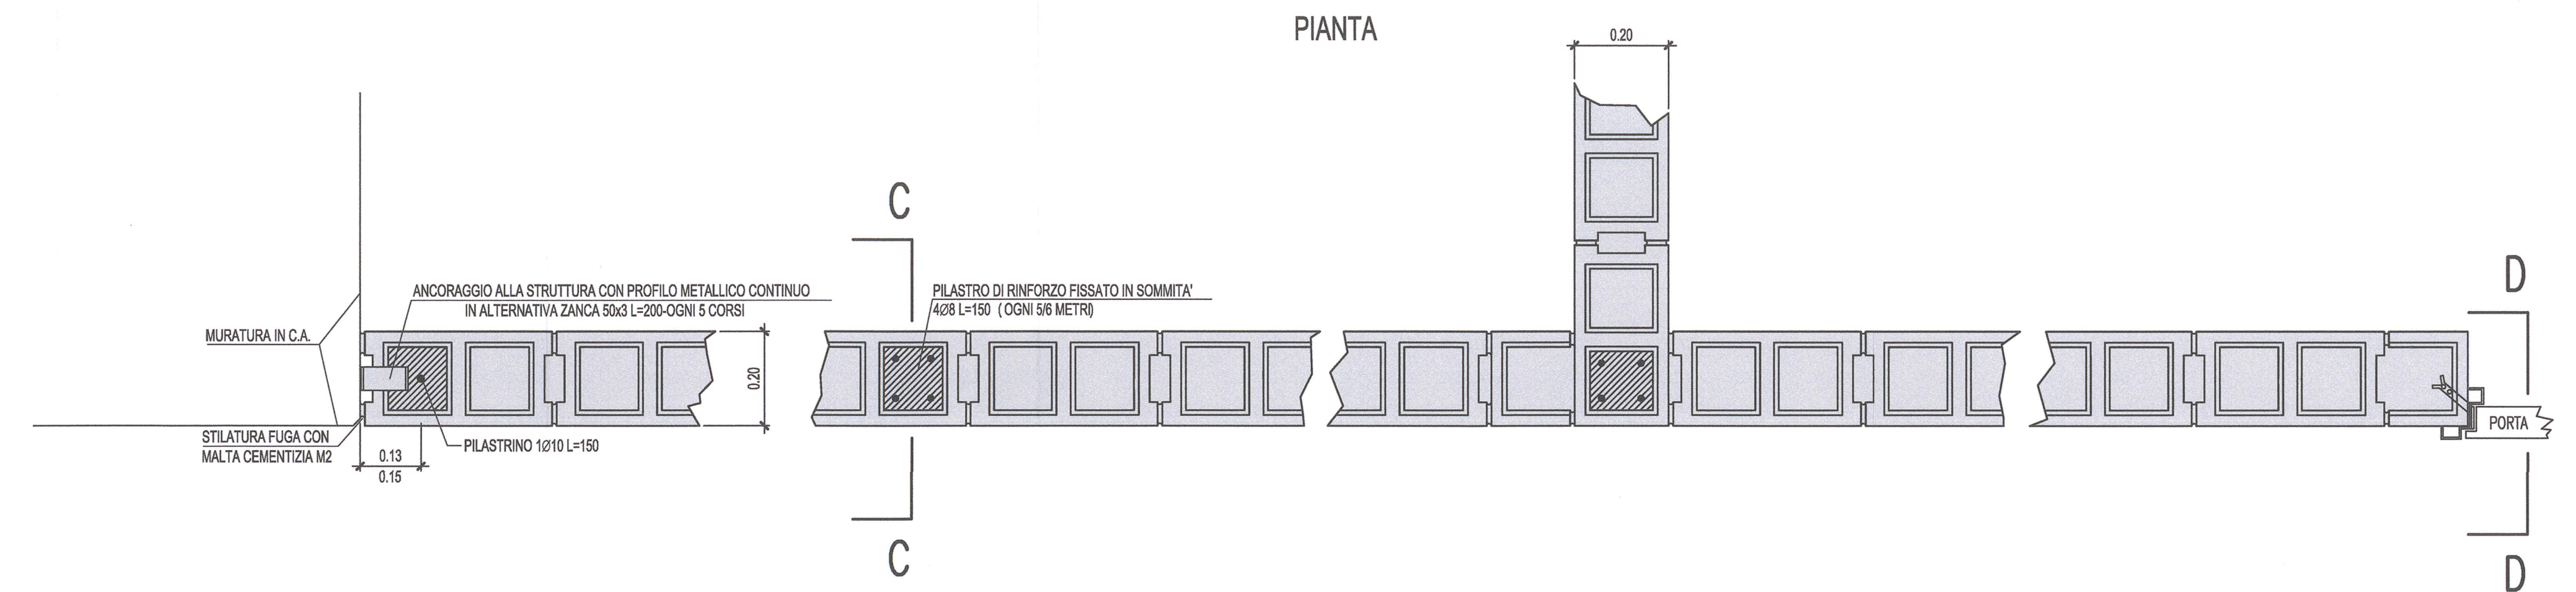 PIANTA
0.20
C
D
ANCORAGGIO ALLA STRUTTURA CON PROFILO METALLICO CONTINUO
IN ALTERNATIVA ZANCA 50x3 L=200-OGNI 5 CORSI
PILASTRO DI RINFORZO FISSATO IN SOMMITA'
4Ø8 L=150 ( OGNI 5/6 METRI)
MURATURA IN C.A.
0.20
STILATURA FUGA CON
MALTA CEMENTIZIA M2
PILASTRINO 1Ø10 L=150
0.13
0.15
PORTA
C
D